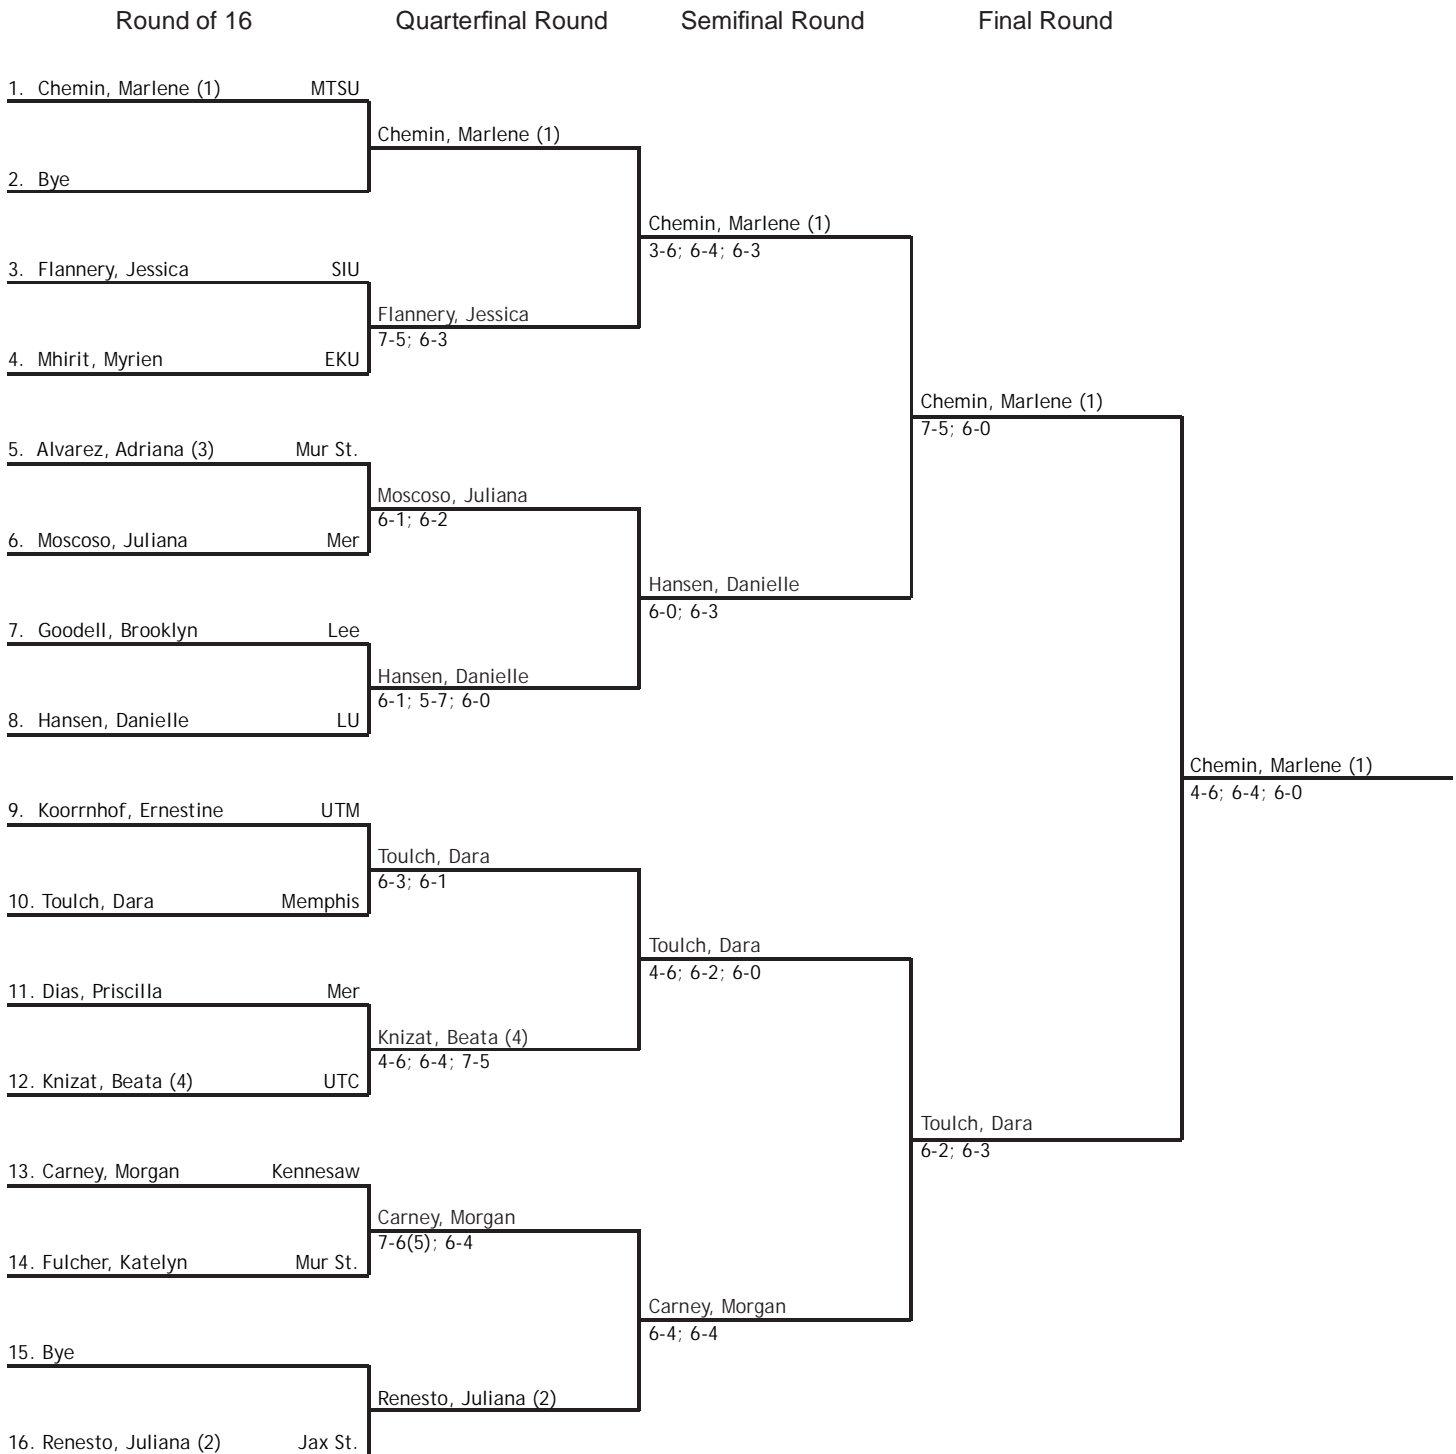 Round of 16 Quarterfinal Round Semifinal Round Final Round
1. Chemin, Marlene (1) MTSU
Chemin, Marlene (1)
2. Bye
Chemin, Marlene (1)
3-6; 6-4; 6-3
3. Flannery, Jessica SIU
Flannery, Jessica
7-5; 6-3
4. Mhirit, Myrien EKU
Chemin, Marlene (1)
7-5; 6-0
5. Alvarez, Adriana (3) Mur St.
Moscoso, Juliana
6-1; 6-2
6. Moscoso, Juliana Mer
Hansen, Danielle
6-0; 6-3
7. Goodell, Brooklyn Lee
Hansen, Danielle
6-1; 5-7; 6-0
8. Hansen, Danielle LU
Chemin, Marlene (1)
4-6; 6-4; 6-0
9. Koorrnhof, Ernestine UTM
Toulch, Dara
6-3; 6-1
10. Toulch, Dara Memphis
Toulch, Dara
4-6; 6-2; 6-0
11. Dias, Priscilla Mer
Knizat, Beata (4)
4-6; 6-4; 7-5
12. Knizat, Beata (4) UTC
Toulch, Dara
6-2; 6-3
13. Carney, Morgan Kennesaw
Carney, Morgan
7-6(5); 6-4
14. Fulcher, Katelyn Mur St.
Carney, Morgan
6-4; 6-4
15. Bye
Renesto, Juliana (2)
16. Renesto, Juliana (2) Jax St.